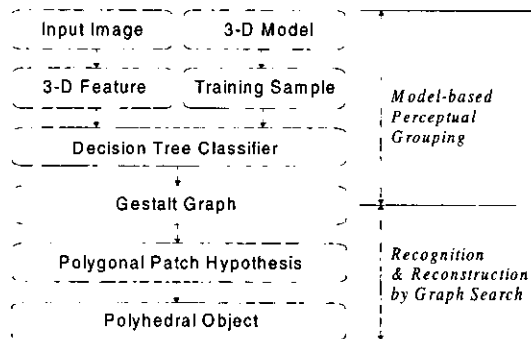 Input Image
3-D Model
3-D Feature
Training Sample
Decision Tree Classifier
Gestalt Graph
Polygonal Patch Hypothesis
Polyhedral Object
Model-based
Perceptual
Grouping
Recognition
& Reconstruction
by Graph Search